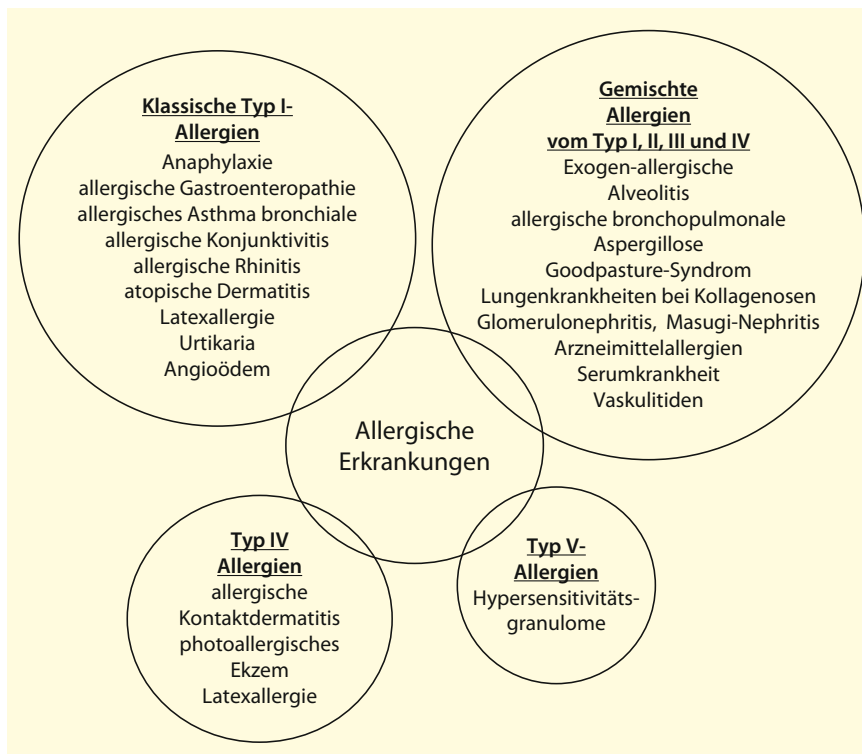 Klassische Typ I-
Allergien
Anaphylaxie
allergische Gastroenteropathie
allergisches Asthma bronchiale
allergische Konjunktivitis
allergische Rhinitis
atopische Dermatitis
Latexallergie
Urtikaria
Angioödem
Gemischte
Allergien
vom Typ I, II, III und IV
Exogen-allergische
Alveolitis
allergische bronchopulmonale
Aspergillose
Goodpasture-Syndrom
Lungenkrankheiten bei Kollagenosen
Glomerulonephritis, Masugi-Nephritis
Arzneimittelallergien
Serumkrankheit
Vaskulitiden
Allergische
Erkrankungen
Typ IV
Allergien
allergische
Kontaktdermatitis
photoallergisches
Ekzem
Latexallergie
Typ V-
Allergien
Hypersensitivitäts-
granulome